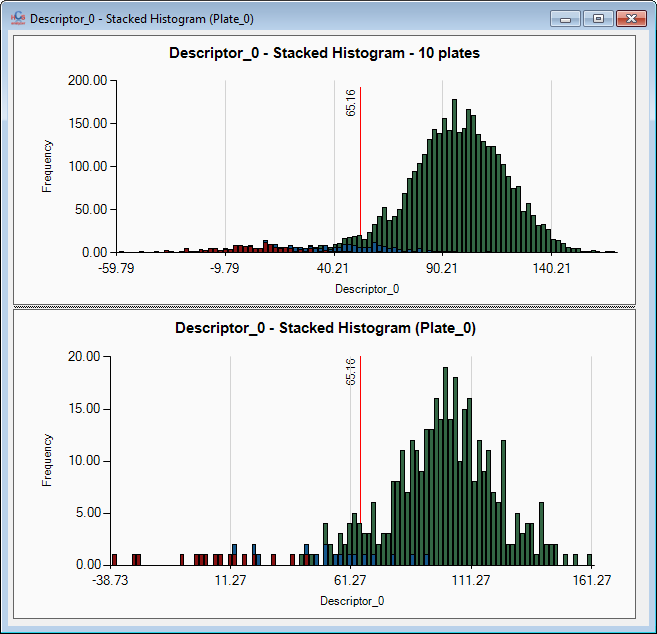 Descriptor_0 - Stacked Histogram (Plate_0)
Descriptor_0 - Stacked Histogram - 10 plates
200.00
150.00
100.00
50.00
0.00
Frequency
65.16
-59.79 -9.79 40.21 90.21 140.21
Descriptor_0
Descriptor_0 - Stacked Histogram (Plate_0)
20.00
15.00
10.00
5.00
0.00
Frequency
65.16
-38.73 11.27 61.27 111.27 161.27
Descriptor_0